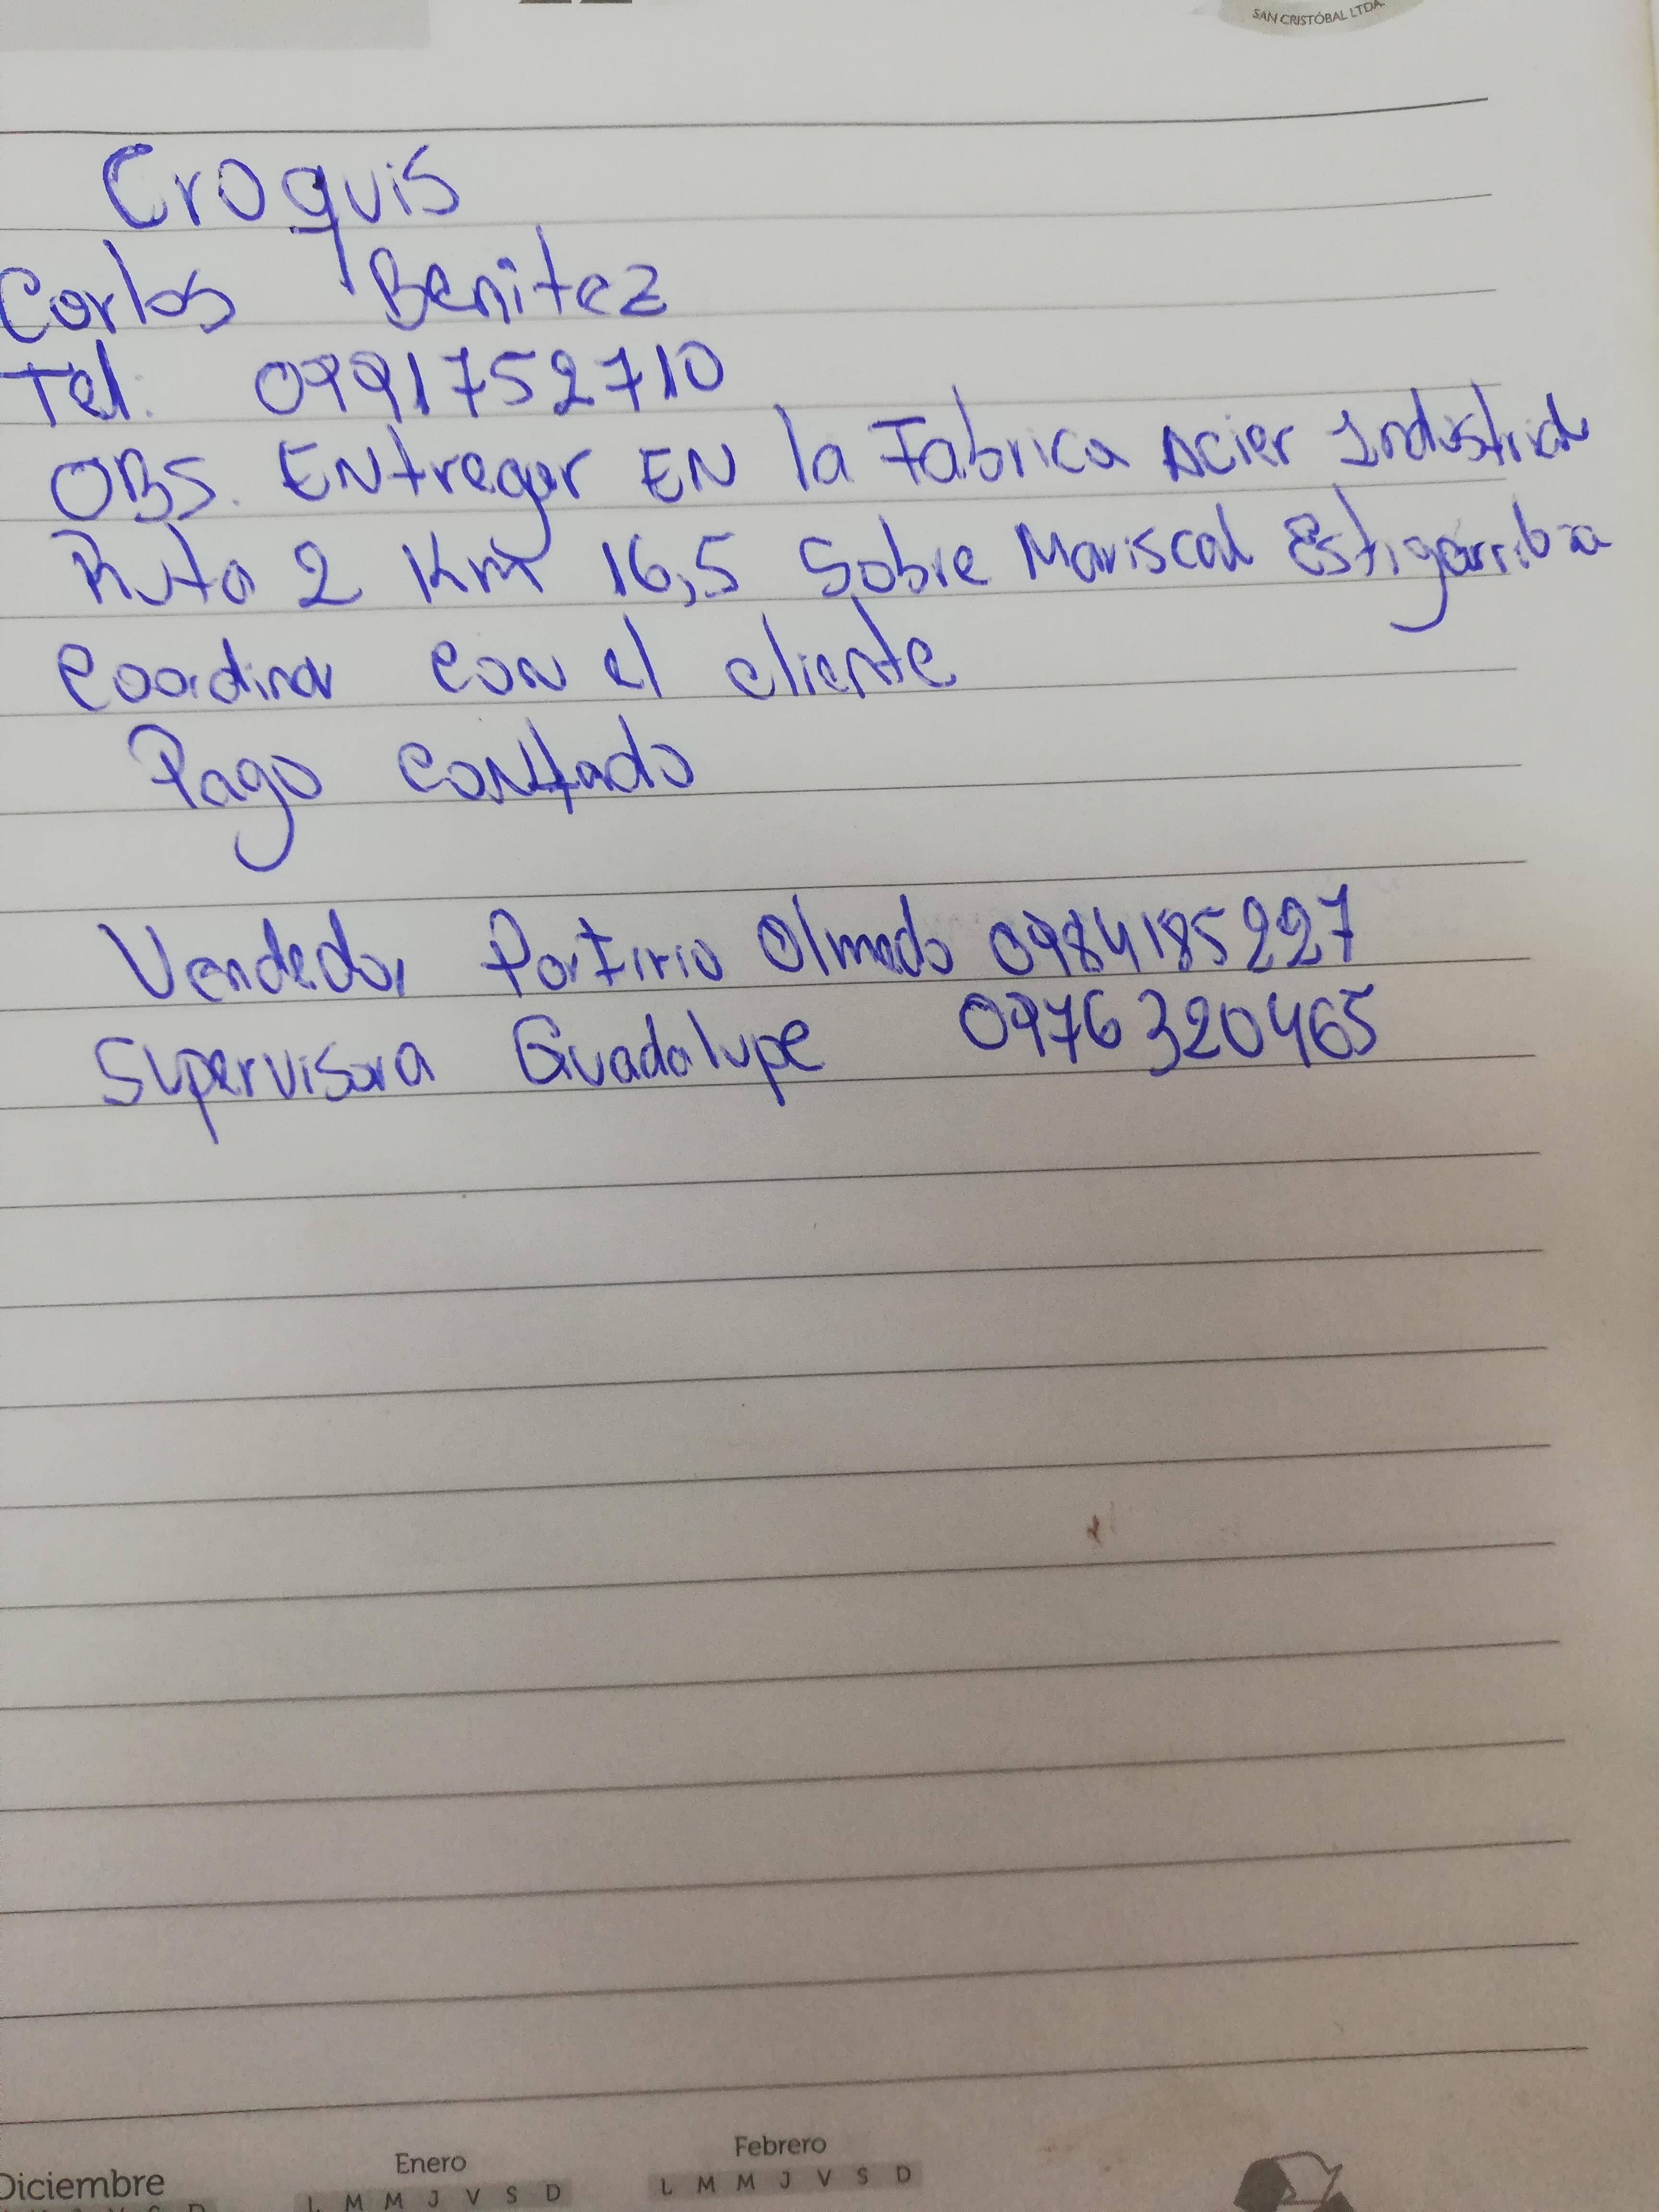 SAN CRISTÓBAL LTDA.
Croquis
Carlos Benitez
Tel: 0991752710
OBS. ENtregar EN la Fabrica Acier Industrial
Ruta 2 Km 16,5 Sobre Mariscal Estigarribia
Coordinar con el cliente
Pago contado
Vendedor Porfirio Olmedo 0984185227
Supervisora Guadalupe 0976320465
Diciembre Enero Febrero
L M M J V S D L M M J V S D